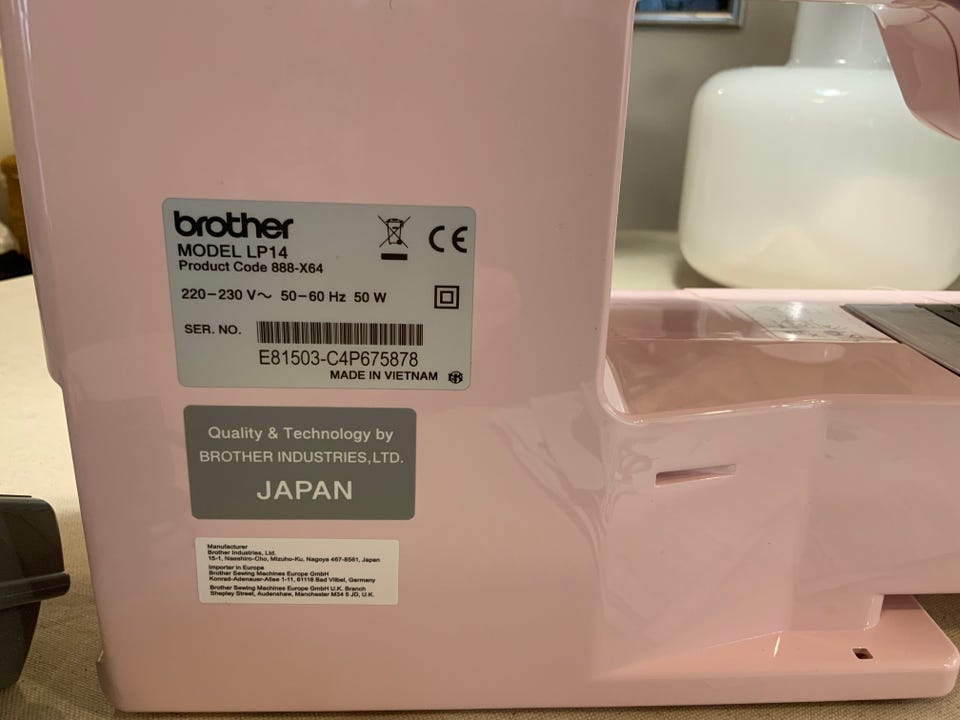 brother
MODEL LP14
Product Code 888-X64
CE
220–230 V～ 50–60 Hz 50 W
SER. NO.
E81503-C4P675878
MADE IN VIETNAM
Quality & Technology by
BROTHER INDUSTRIES,LTD.
JAPAN
Manufacturer
Brother Industries, Ltd.
15-1, Naeshiro-Cho, Mizuho-Ku, Nagoya 467-8561, Japan
Importer in Europe
Brother Sewing Machines Europe GmbH
Konrad-Adenauer-Allee 1-11, 61118 Bad Vilbel, Germany
Brother Sewing Machines Europe GmbH U.K. Branch
Shepley Street, Audenshaw, Manchester M34 5 JD, U.K.